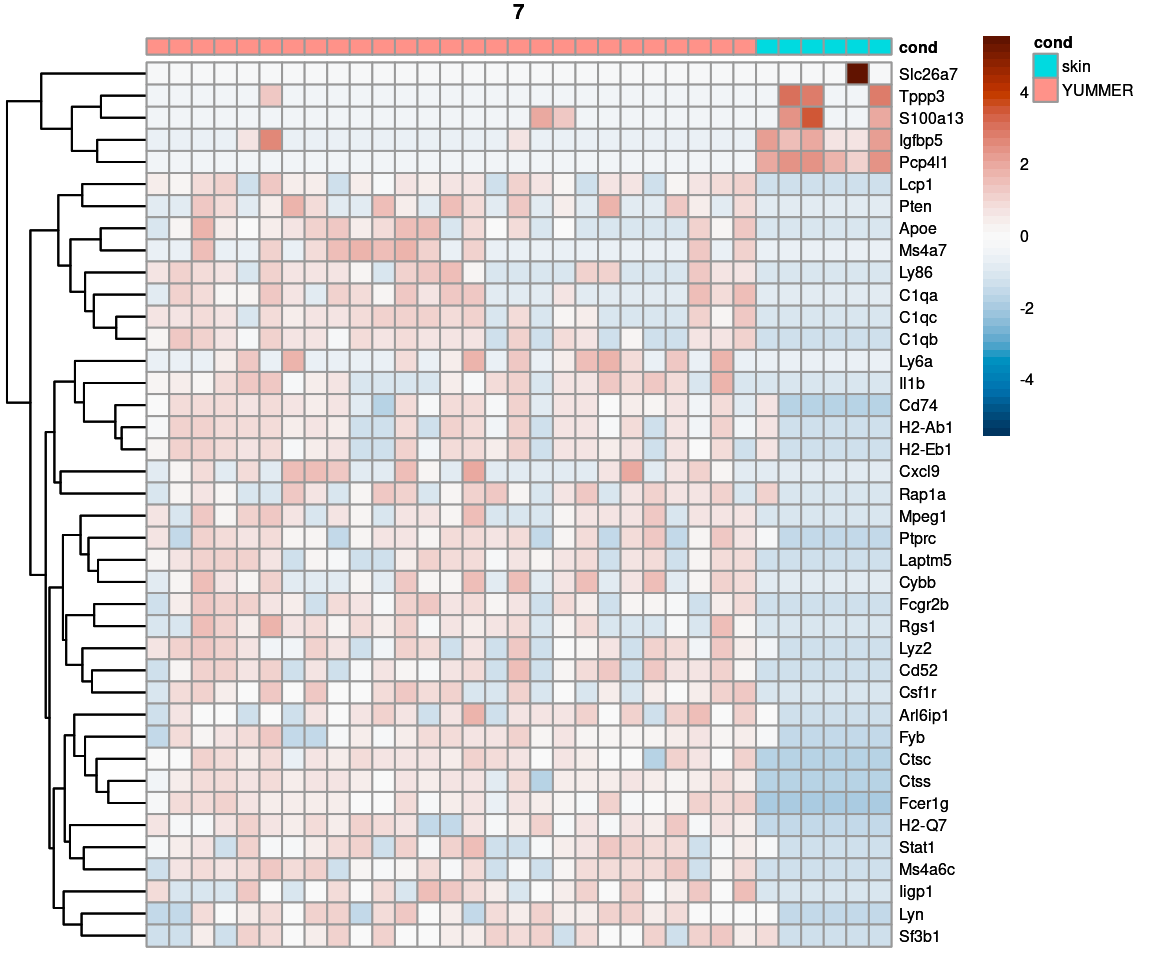 7
cond
Slc26a7
Tppp3
S100a13
Igfbp5
Pcp4l1
Lcp1
Pten
Apoe
Ms4a7
Ly86
C1qa
C1qc
C1qb
Ly6a
Il1b
Cd74
H2-Ab1
H2-Eb1
Cxcl9
Rap1a
Mpeg1
Ptprc
Laptm5
Cybb
Fcgr2b
Rgs1
Lyz2
Cd52
Csf1r
Arl6ip1
Fyb
Ctsc
Ctss
Fcer1g
H2-Q7
Stat1
Ms4a6c
Iigp1
Lyn
Sf3b1
4
2
0
-2
-4
cond
skin
YUMMER